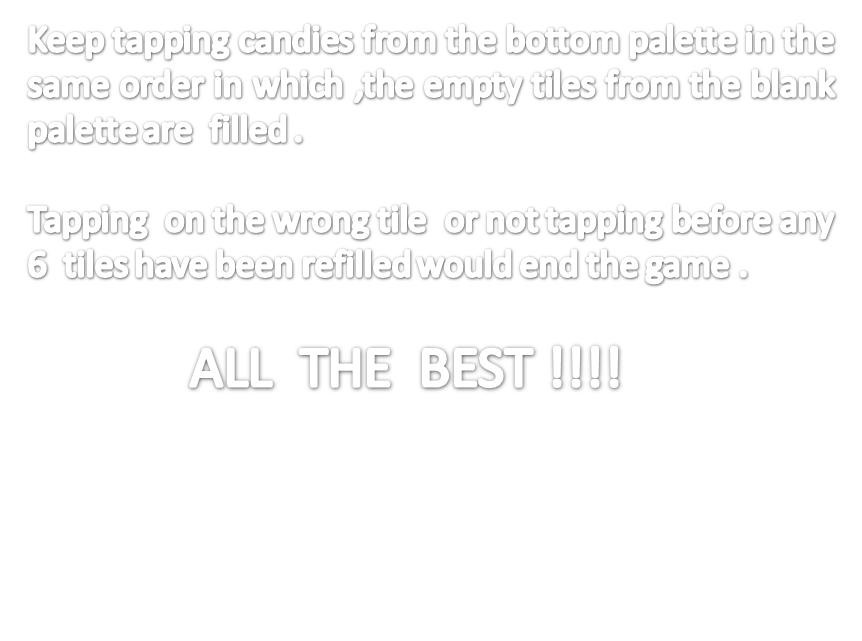 Keep tapping candies from the bottom palette in the
same order in which ,the empty tiles from the blank
palette are filled .
Tapping on the wrong tile or not tapping before any
6 tiles have been refilled would end the game .
ALL THE BEST !!!!